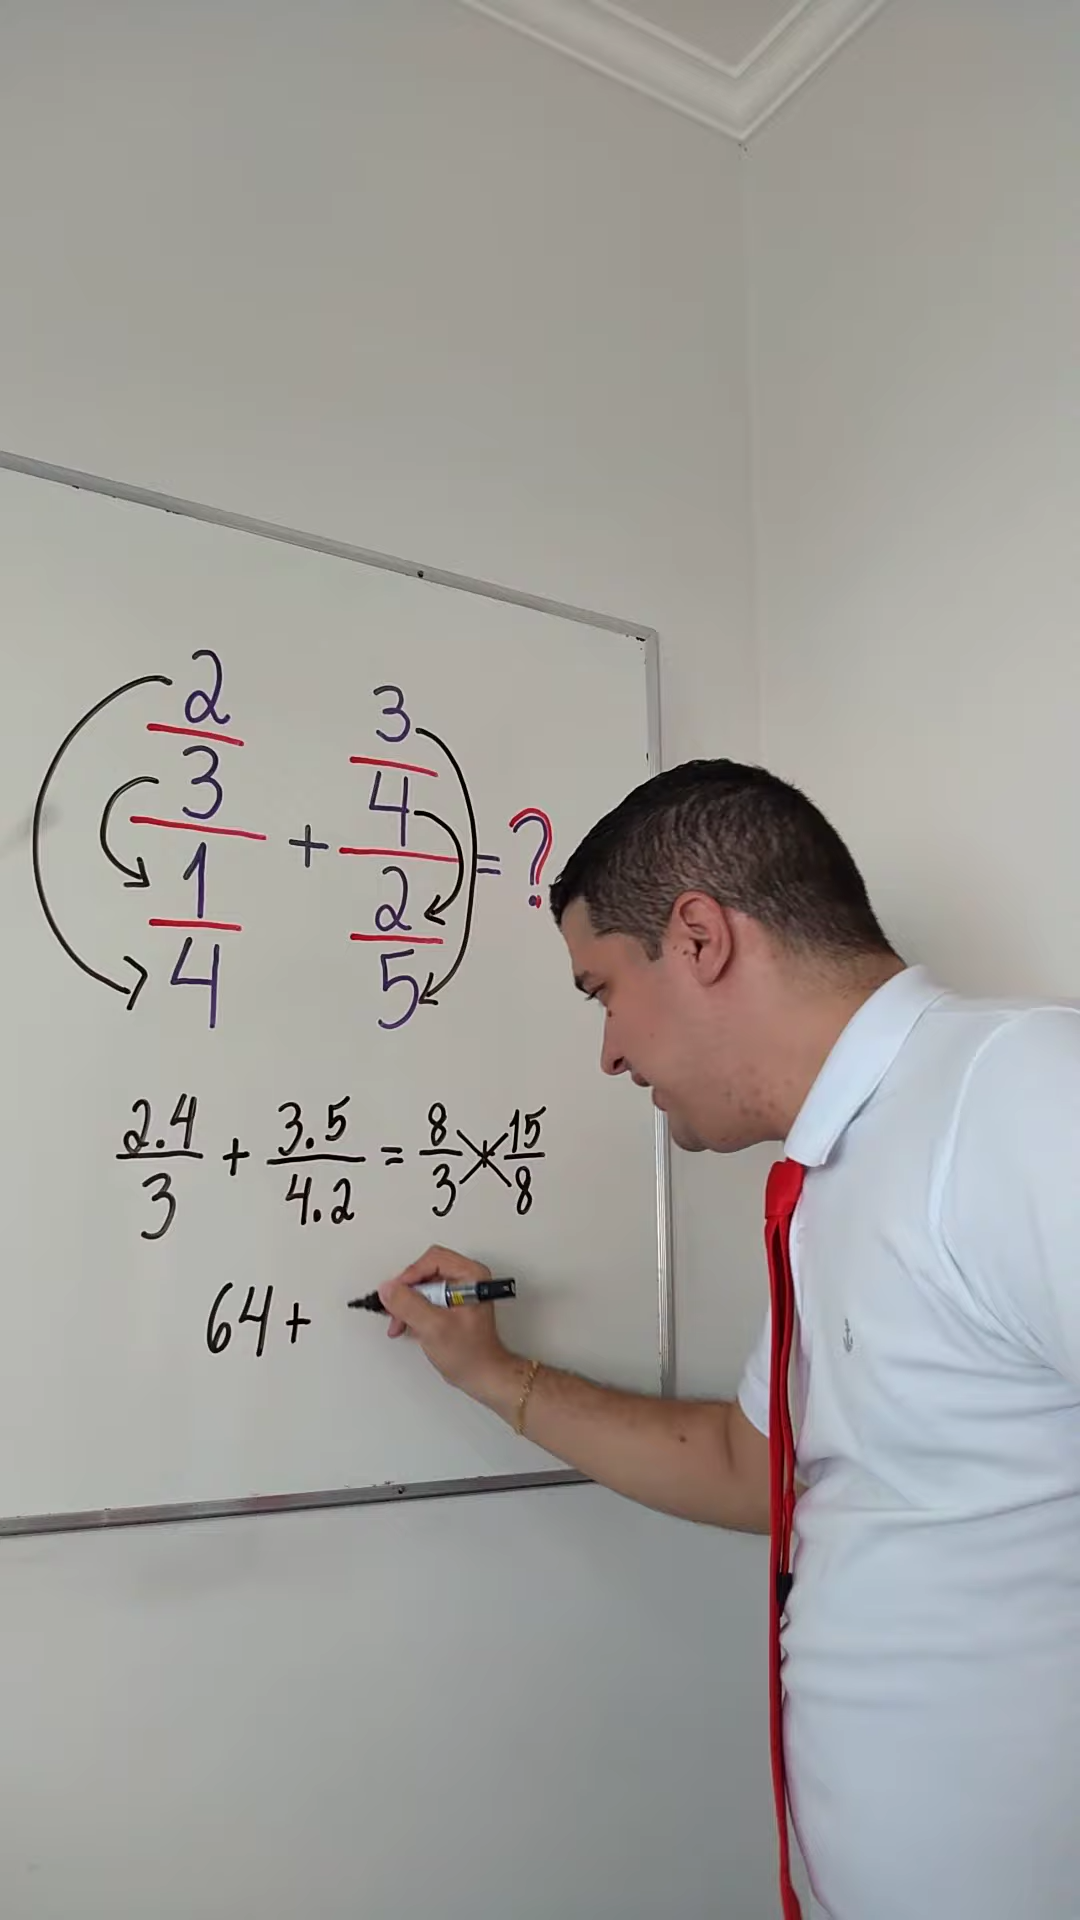 2/3 / 1/4 + 3/4 / 2/5 = ?
2.4/3 + 3.5/4.2 = 8/3 + 15/8
64+